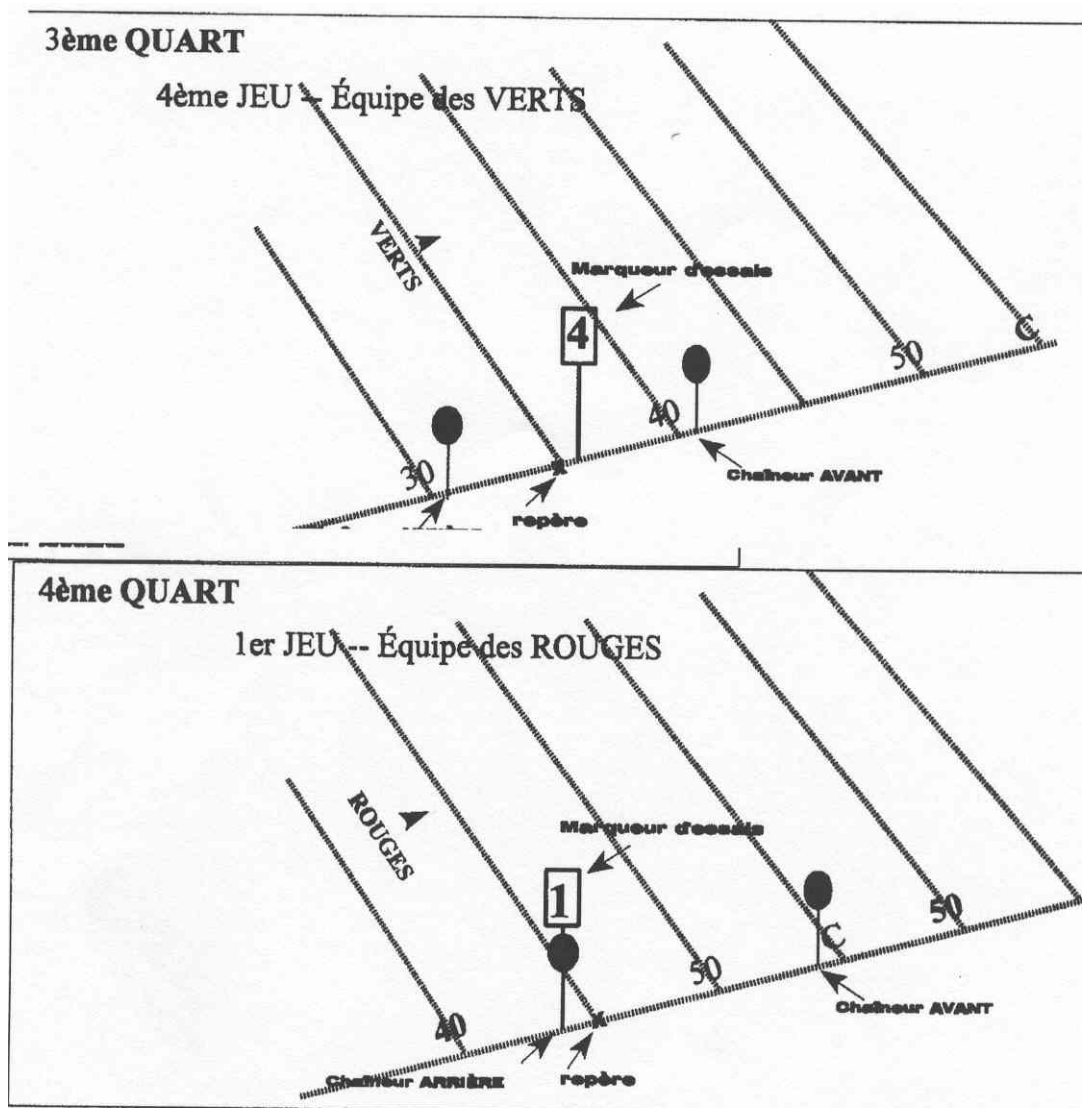 3ème QUART
4ème JEU -- Équipe des VERTS
VERTS
Marqueur d'essais
4
C
50
40
30
Chaîneur AVANT
repère
4ème QUART
1er JEU -- Équipe des ROUGES
ROUGES
Marqueur d'essais
1
50
C
50
40
Chaîneur AVANT
Chaîneur ARRIÈRE
repère